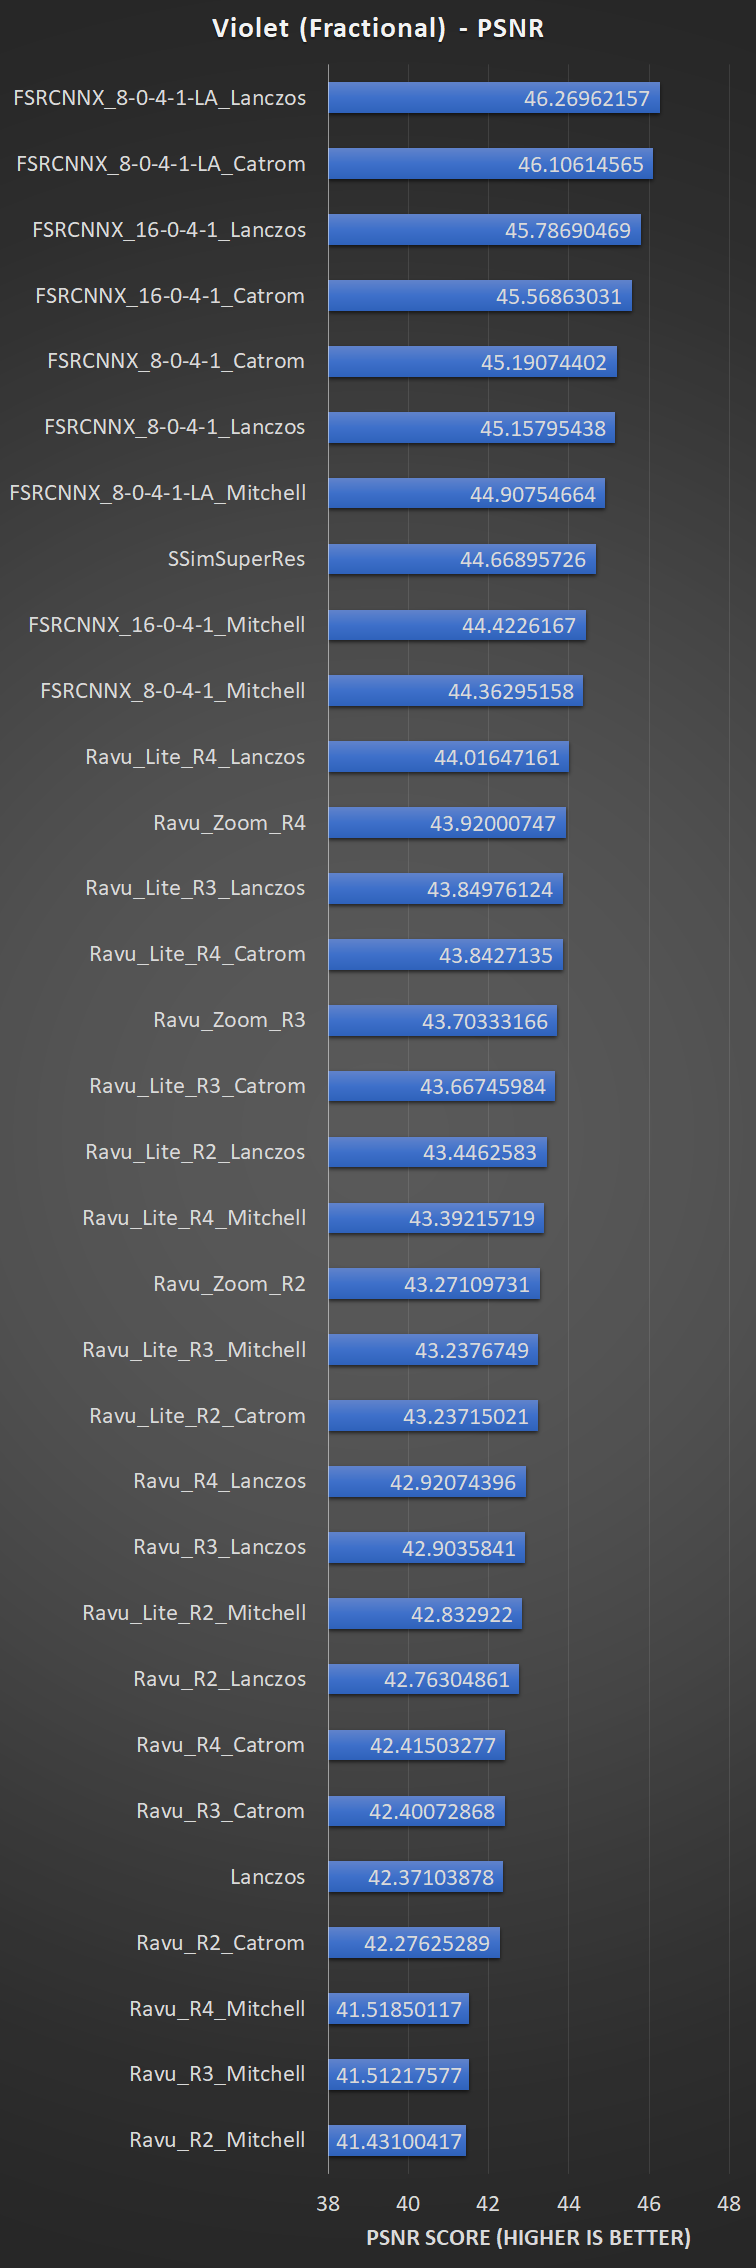 Violet (Fractional) - PSNR
FSRCNNX_8-0-4-1-LA_Lanczos 46.26962157
FSRCNNX_8-0-4-1-LA_Catrom 46.10614565
FSRCNNX_16-0-4-1_Lanczos 45.78690469
FSRCNNX_16-0-4-1_Catrom 45.56863031
FSRCNNX_8-0-4-1_Catrom 45.19074402
FSRCNNX_8-0-4-1_Lanczos 45.15795438
FSRCNNX_8-0-4-1-LA_Mitchell 44.90754664
SSimSuperRes 44.66895726
FSRCNNX_16-0-4-1_Mitchell 44.4226167
FSRCNNX_8-0-4-1_Mitchell 44.36295158
Ravu_Lite_R4_Lanczos 44.01647161
Ravu_Zoom_R4 43.92000747
Ravu_Lite_R3_Lanczos 43.84976124
Ravu_Lite_R4_Catrom 43.8427135
Ravu_Zoom_R3 43.70333166
Ravu_Lite_R3_Catrom 43.66745984
Ravu_Lite_R2_Lanczos 43.4462583
Ravu_Lite_R4_Mitchell 43.39215719
Ravu_Zoom_R2 43.27109731
Ravu_Lite_R3_Mitchell 43.2376749
Ravu_Lite_R2_Catrom 43.23715021
Ravu_R4_Lanczos 42.92074396
Ravu_R3_Lanczos 42.9035841
Ravu_Lite_R2_Mitchell 42.832922
Ravu_R2_Lanczos 42.76304861
Ravu_R4_Catrom 42.41503277
Ravu_R3_Catrom 42.40072868
Lanczos 42.37103878
Ravu_R2_Catrom 42.27625289
Ravu_R4_Mitchell 41.51850117
Ravu_R3_Mitchell 41.51217577
Ravu_R2_Mitchell 41.43100417
38 40 42 44 46 48
PSNR SCORE (HIGHER IS BETTER)